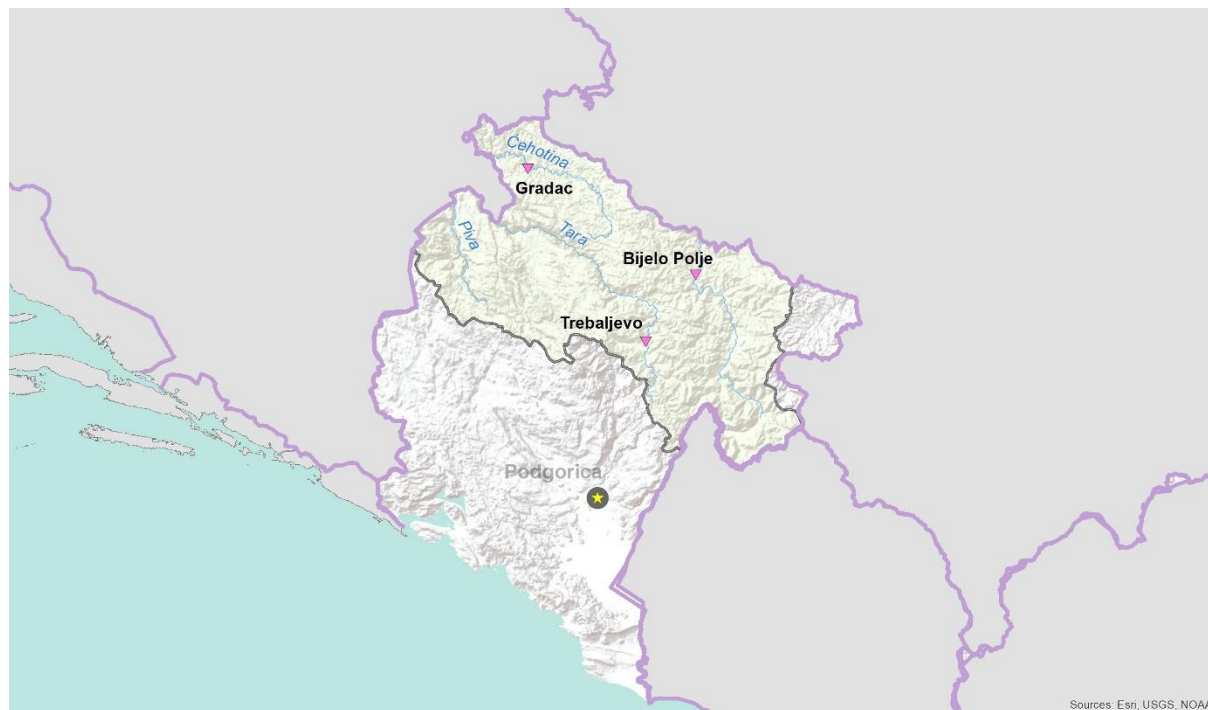 Ćehotina
Gradac
Piva
Tara
Bijelo Polje
Trebaljevo
Podgorica
Sources: Esri, USGS, NOAA